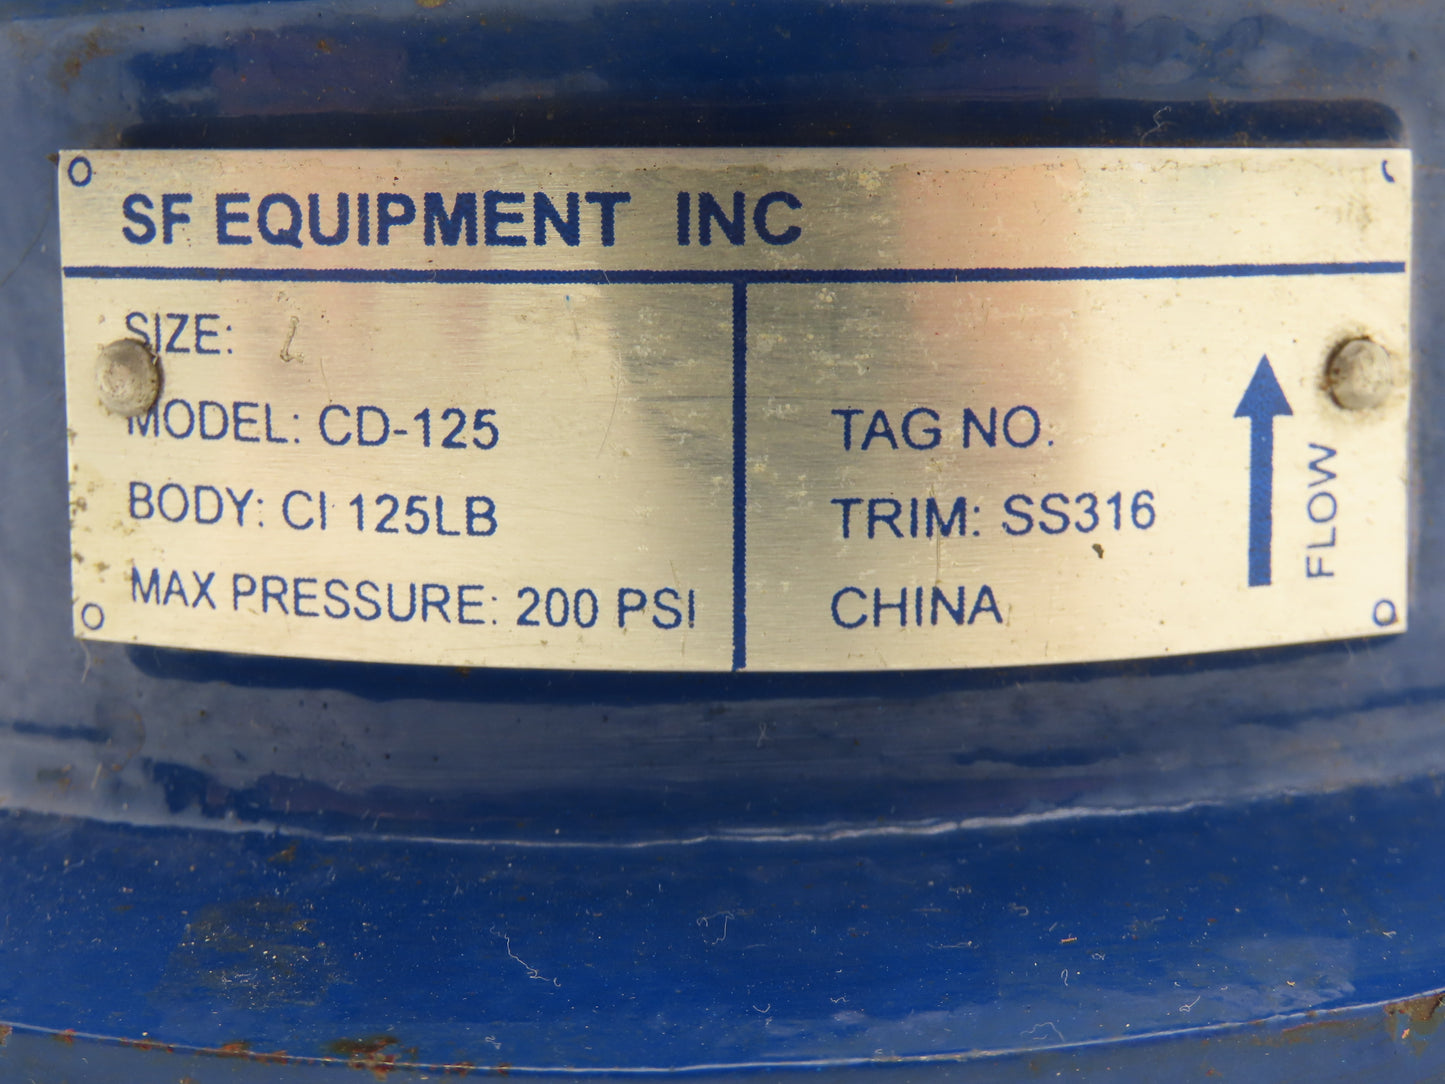 SF EQUIPMENT INC
SIZE:
MODEL: CD-125
BODY: CI 125LB
MAX PRESSURE: 200 PSI
TAG NO.
TRIM: SS316
CHINA
FLOW